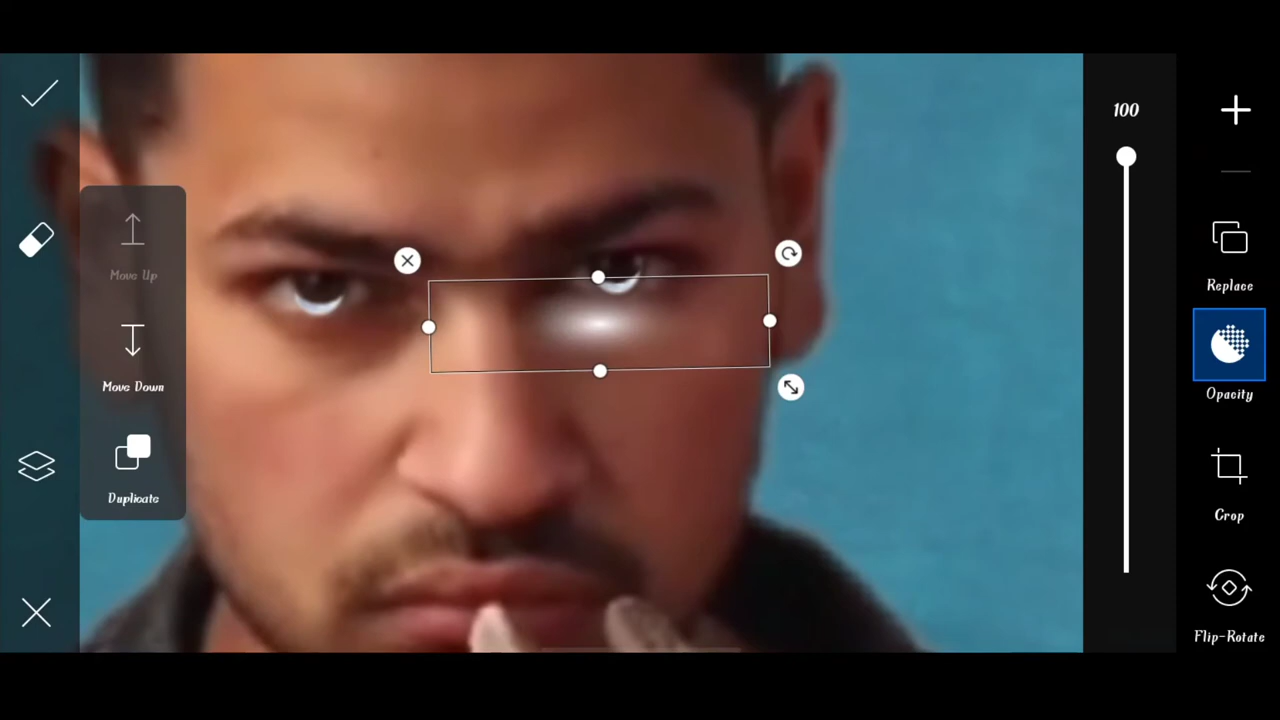 Move Up
Move Down
Duplicate
100
Replace
Opacity
Crop
Flip-Rotate